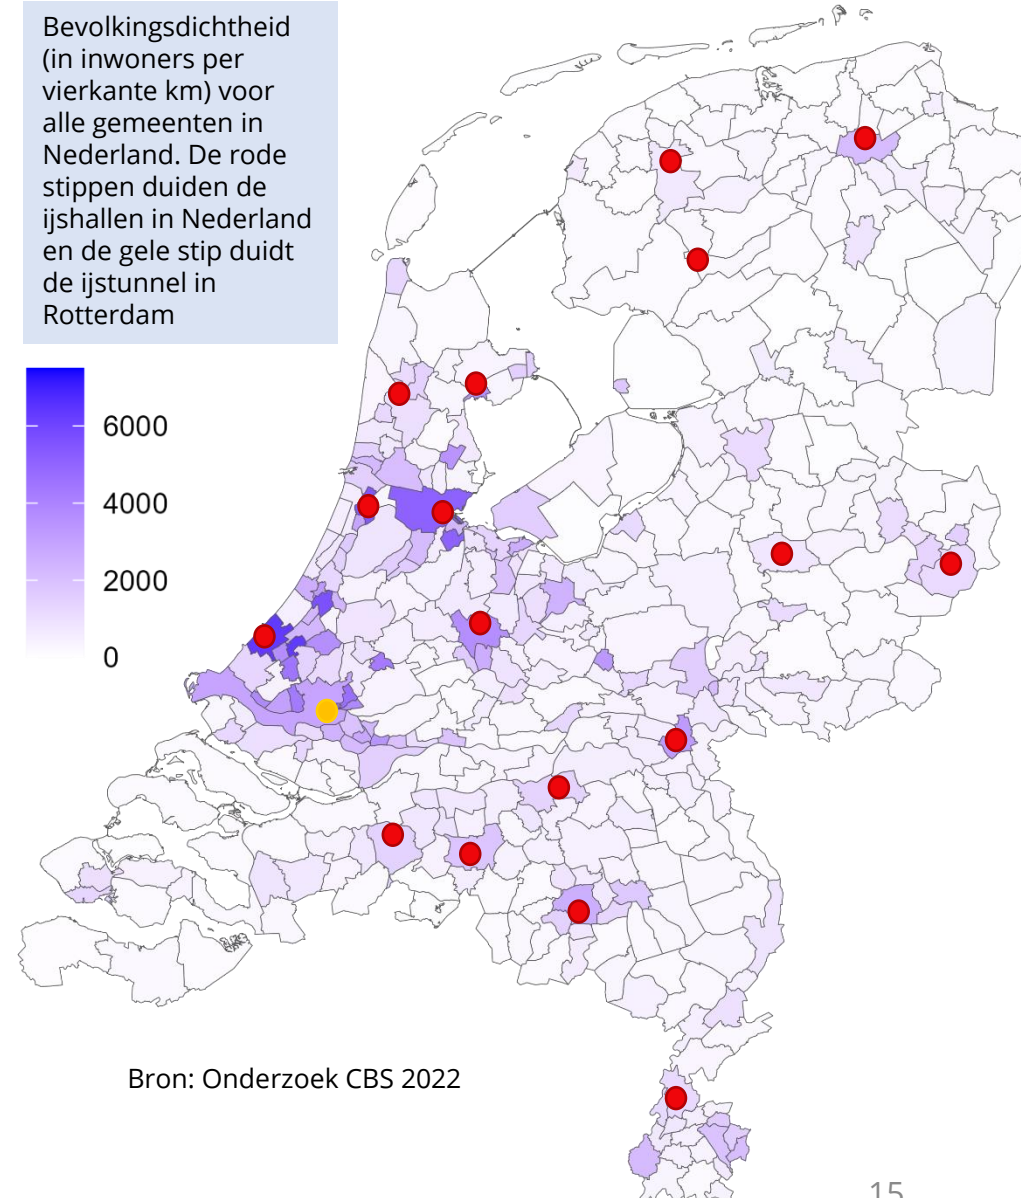 Bevolkingsdichtheid
(in inwoners per
vierkante km) voor
alle gemeenten in
Nederland. De rode
stippen duiden de
ijshallen in Nederland
en de gele stip duidt
de ijstunnel in
Rotterdam
6000
4000
2000
0
Bron: Onderzoek CBS 2022
15